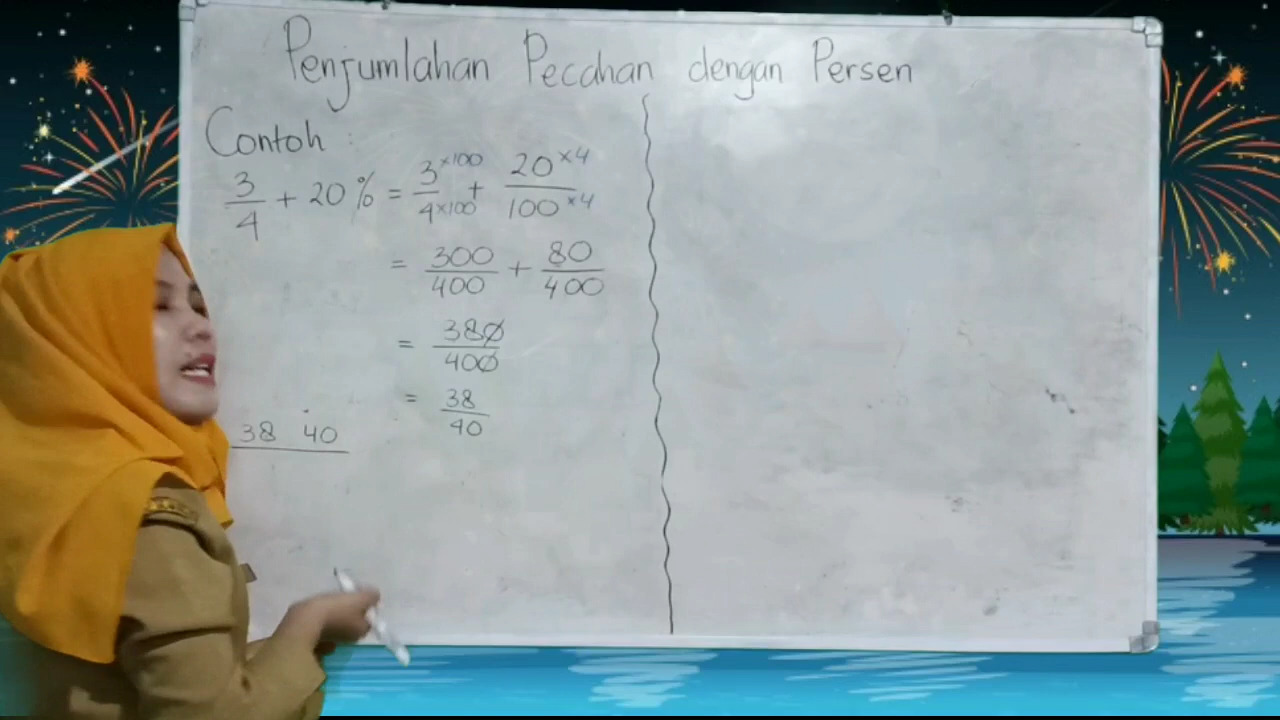 Penjumlahan Pecahan dengan Persen
Contoh :
3/4 + 20 % = 3 ×100 / 4 ×100 + 20 ×4 / 100 ×4
= 300/400 + 80/400
= 380/400
= 38/40
38 40